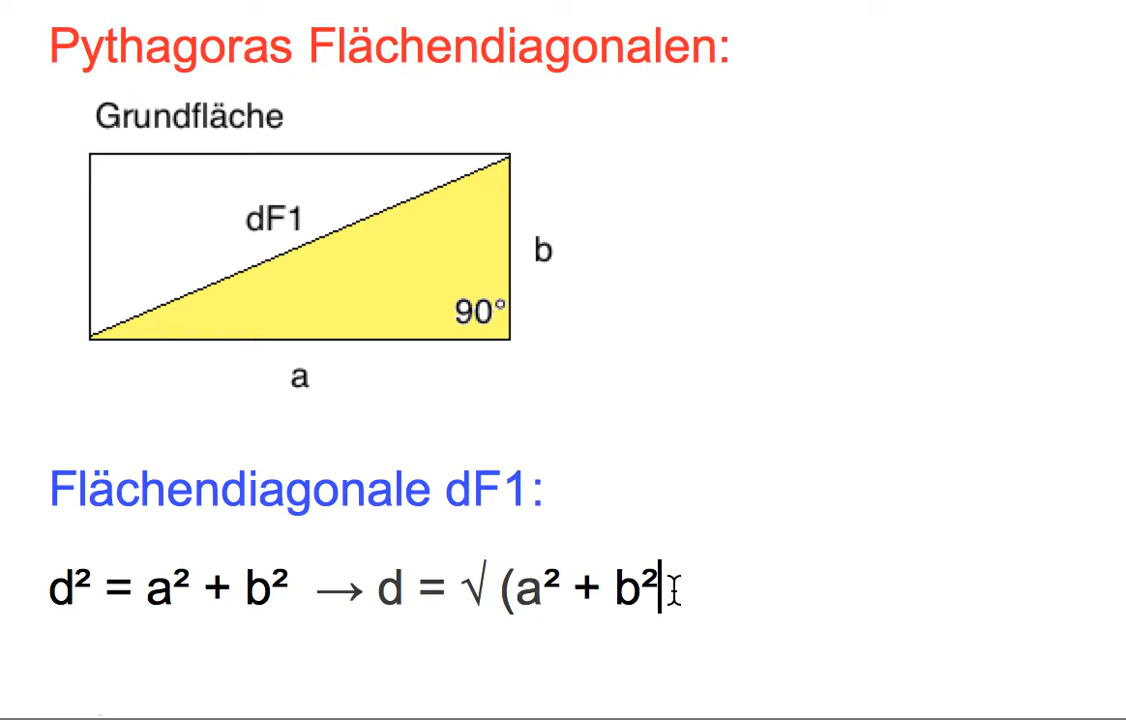 Pythagoras Flächendiagonalen:
Grundfläche
dF1
b
90°
a
Flächendiagonale dF1:
d² = a² + b² → d = √ (a² + b²